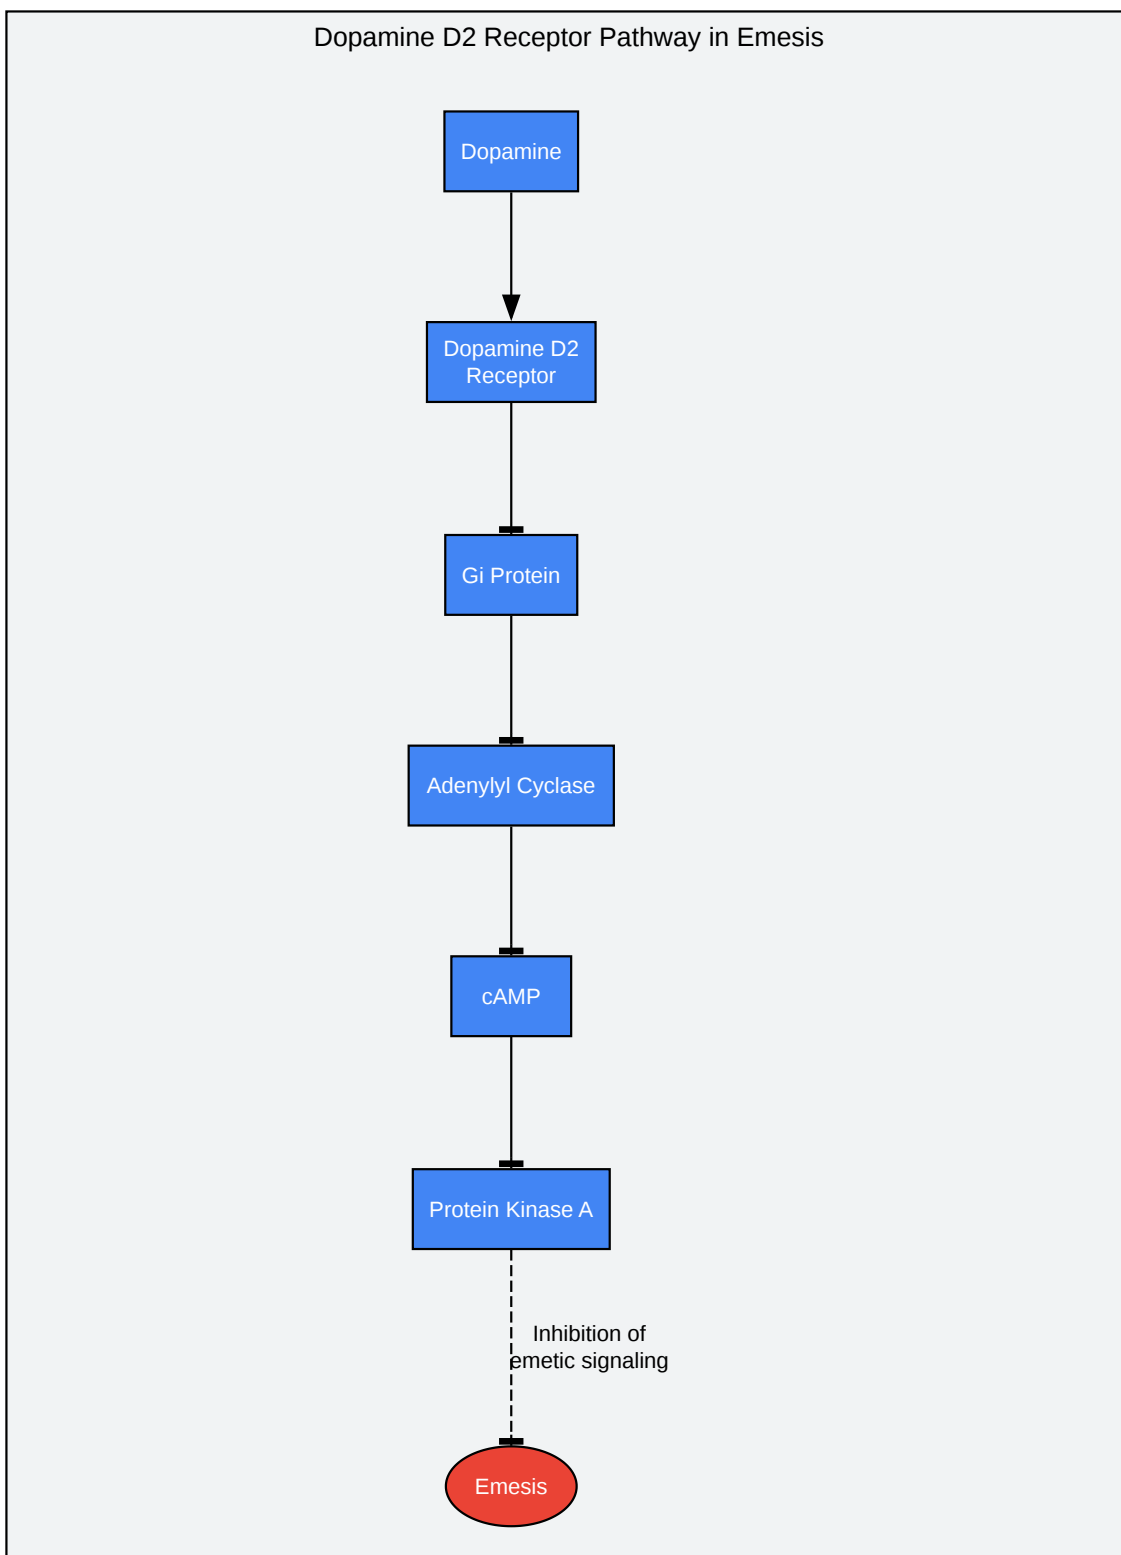 Dopamine D2 Receptor Pathway in Emesis
Dopamine
Dopamine D2
Receptor
Gi Protein
Adenylyl Cyclase
cAMP
Protein Kinase A
Inhibition of
emetic signaling
Emesis